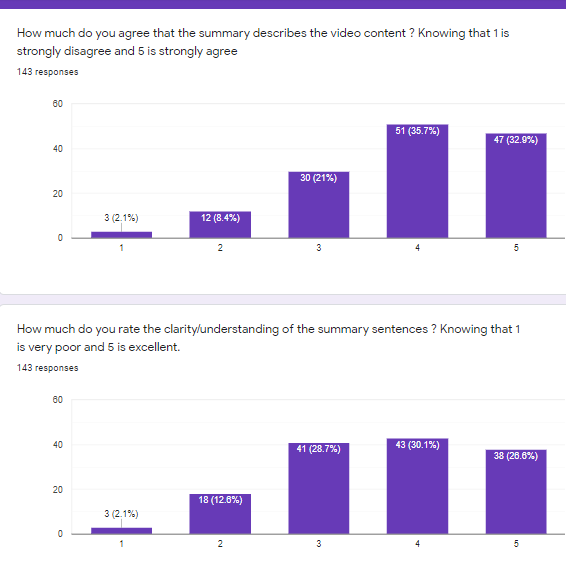 How much do you agree that the summary describes the video content ? Knowing that 1 is
strongly disagree and 5 is strongly agree
143 responses
60
40
20
0
3 (2.1%)
12 (8.4%)
30 (21%)
51 (35.7%)
47 (32.9%)
1 2 3 4 5
How much do you rate the clarity/understanding of the summary sentences ? Knowing that 1
is very poor and 5 is excellent.
143 responses
60
40
20
0
3 (2.1%)
18 (12.6%)
41 (28.7%)
43 (30.1%)
38 (26.6%)
1 2 3 4 5